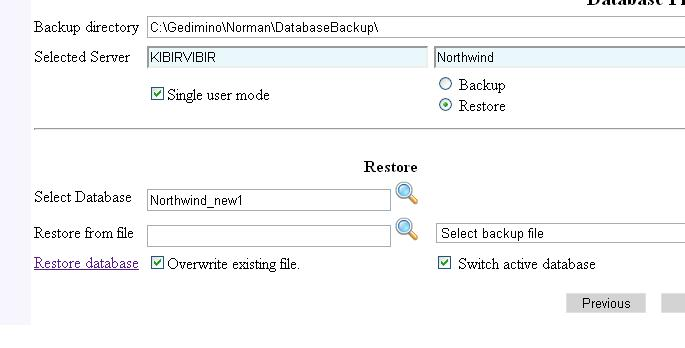 Database
Backup directory C:\Gedimino\Norman\DatabaseBackup\
Selected Server KIBIRVIBIR Northwind
Backup
Single user mode
Restore
Restore
Select Database Northwind_new1
Restore from file Select backup file
Restore database Overwrite existing file. Switch active database
Previous